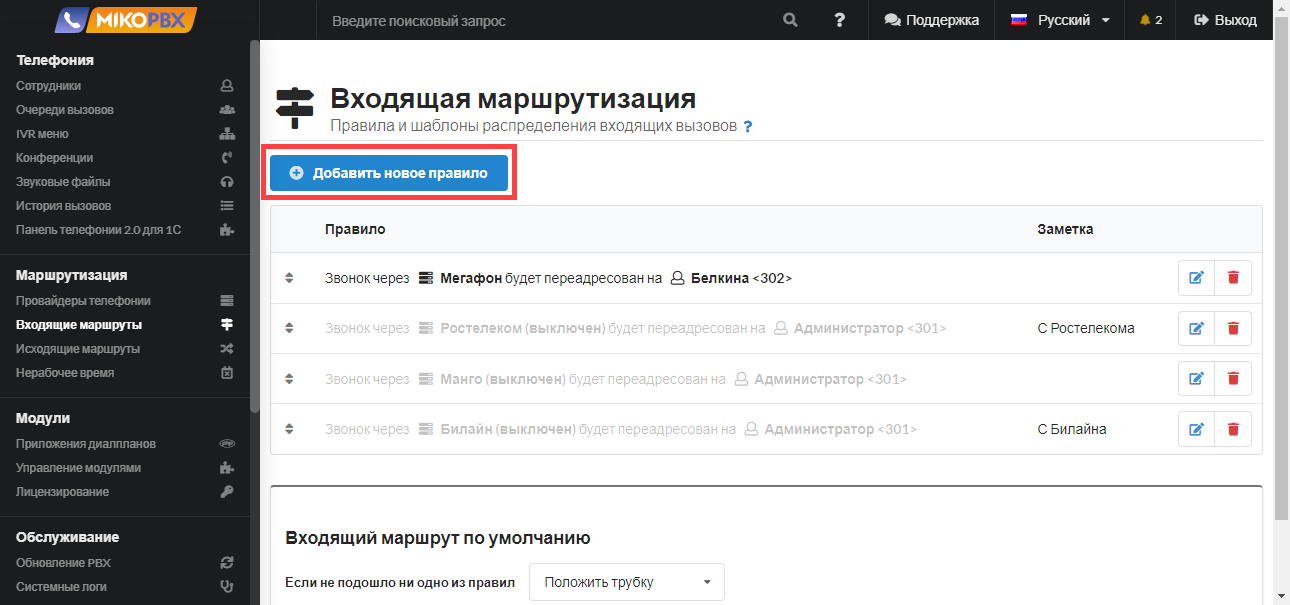 MIKOPBX
Введите поисковый запрос
?
Поддержка
Русский
2
Выход
Телефония
Сотрудники
Очереди вызовов
IVR меню
Конференции
Звуковые файлы
История вызовов
Панель телефонии 2.0 для 1С
Маршрутизация
Провайдеры телефонии
Входящие маршруты
Исходящие маршруты
Нерабочее время
Модули
Приложения диалпланов
Управление модулями
Лицензирование
Обслуживание
Обновление PBX
Системные логи
Входящая маршрутизация
Правила и шаблоны распределения входящих вызовов ?
Добавить новое правило
Правило Заметка
Звонок через Мегафон будет переадресован на Белкина <302>
Звонок через Ростелеком (выключен) будет переадресован на Администратор <301> С Ростелекома
Звонок через Манго (выключен) будет переадресован на Администратор <301>
Звонок через Билайн (выключен) будет переадресован на Администратор <301> С Билайна
Входящий маршрут по умолчанию
Если не подошло ни одно из правил Положить трубку